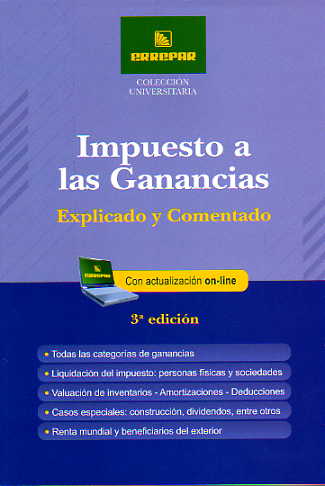 ERREPAR
COLECCIÓN
UNIVERSITARIA
Impuesto a
las Ganancias
Explicado y Comentado
ERREPAR
Con actualización on-line
3ª edición
• Todas las categorías de ganancias
• Liquidación del impuesto: personas físicas y sociedades
• Valuación de inventarios - Amortizaciones - Deducciones
• Casos especiales: construcción, dividendos, entre otros
• Renta mundial y beneficiarios del exterior